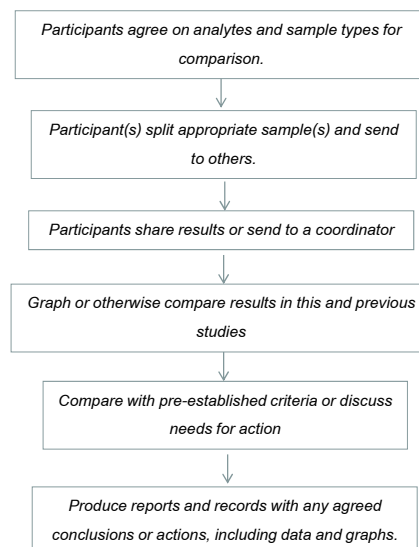 Participants agree on analytes and sample types for
comparison.
Participant(s) split appropriate sample(s) and send
to others.
Participants share results or send to a coordinator
Graph or otherwise compare results in this and previous
studies
Compare with pre-established criteria or discuss
needs for action
Produce reports and records with any agreed
conclusions or actions, including data and graphs.